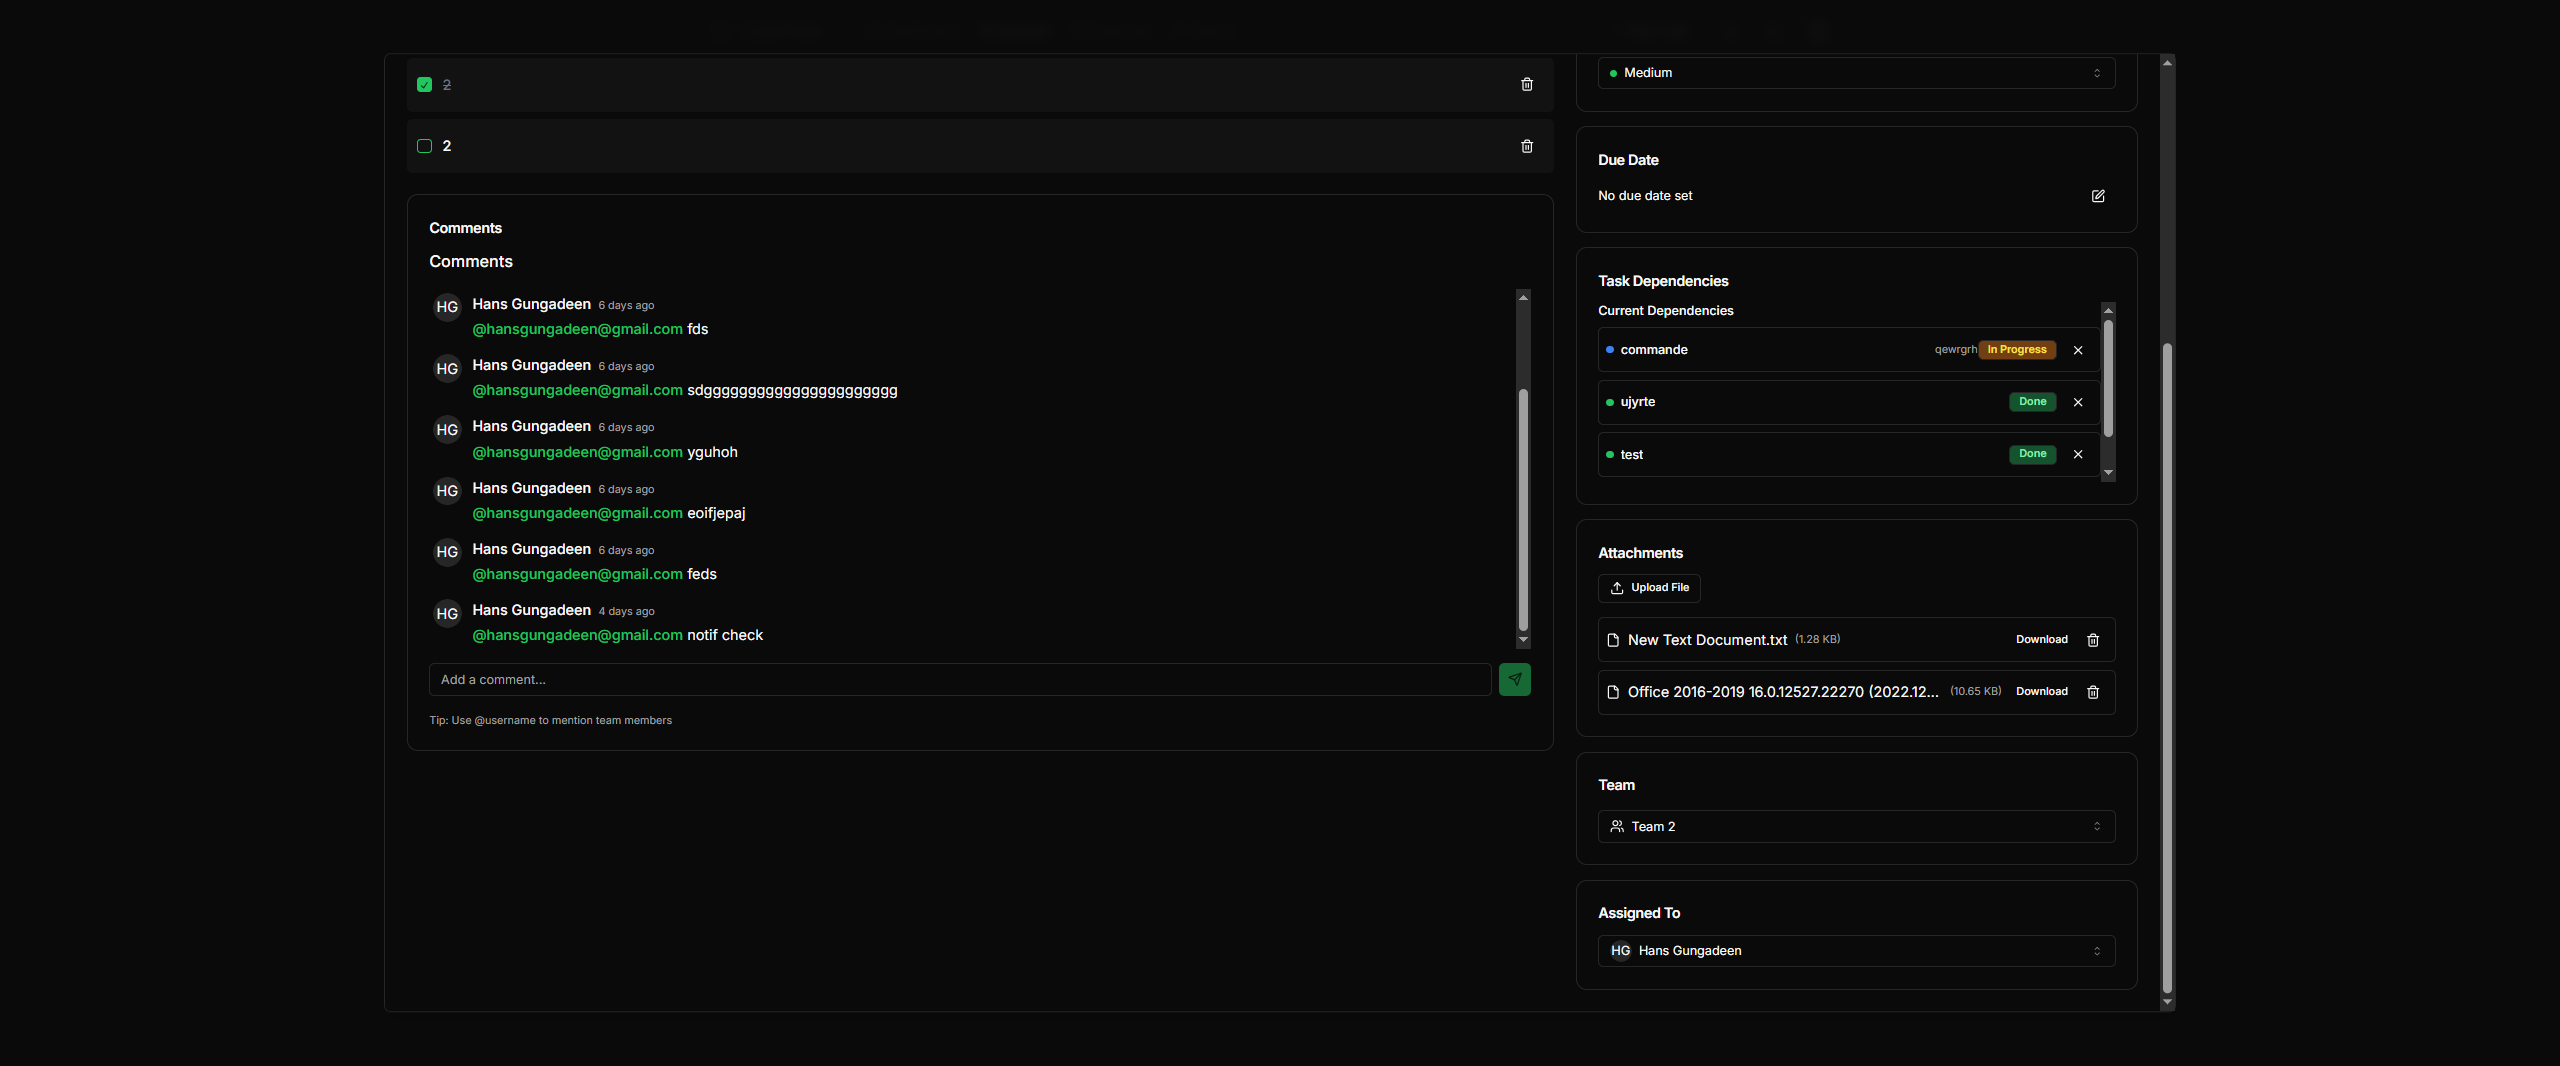 2
2
Comments
Comments
HG Hans Gungadeen 6 days ago
@hansgungadeen@gmail.com fds
HG Hans Gungadeen 6 days ago
@hansgungadeen@gmail.com sdgggggggggggggggggggggg
HG Hans Gungadeen 6 days ago
@hansgungadeen@gmail.com yguhoh
HG Hans Gungadeen 6 days ago
@hansgungadeen@gmail.com eoifjepaj
HG Hans Gungadeen 6 days ago
@hansgungadeen@gmail.com feds
HG Hans Gungadeen 4 days ago
@hansgungadeen@gmail.com notif check
Add a comment...
Tip: Use @username to mention team members
Medium
Due Date
No due date set
Task Dependencies
Current Dependencies
commande qewrgrh In Progress
ujyrte Done
test Done
Attachments
Upload File
New Text Document.txt (1.28 KB) Download
Office 2016-2019 16.0.12527.22270 (2022.12... (10.65 KB) Download
Team
Team 2
Assigned To
HG Hans Gungadeen